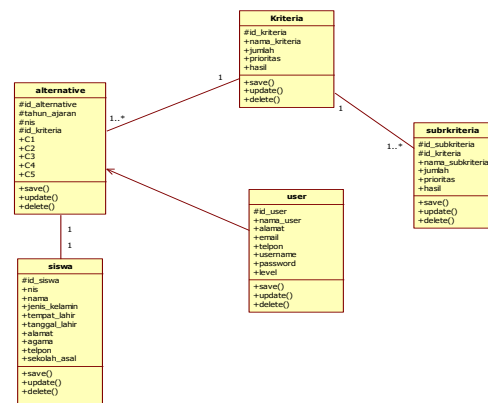 Kriteria
#id_kriteria
+nama_kriteria
+jumlah
+prioritas
+hasil
+save()
+update()
+delete()
alternative
#id_alternative
#tahun_ajaran
#nis
#id_kriteria
+C1
+C2
+C3
+C4
+C5
+save()
+update()
+delete()
1
1..*
1
1..*
subrkriteria
#id_subkriteria
#id_kriteria
+nama_subkriteria
+jumlah
+prioritas
+hasil
+save()
+update()
+delete()
user
#id_user
+nama_user
+alamat
+email
+telpon
+username
+password
+level
+save()
+update()
+delete()
1
1
siswa
#id_siswa
+nis
+nama
+jenis_kelamin
+tempat_lahir
+tanggal_lahir
+alamat
+agama
+telpon
+sekolah_asal
+save()
+update()
+delete()